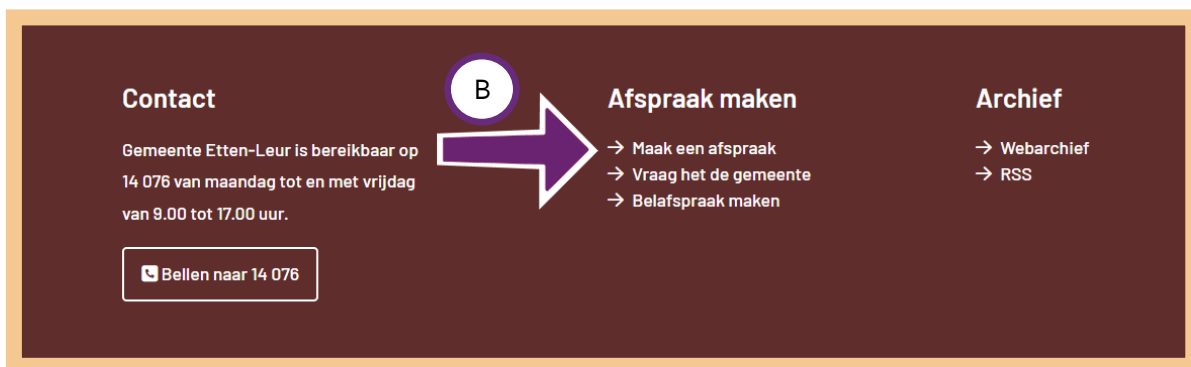 Contact
Gemeente Etten-Leur is bereikbaar op
14 076 van maandag tot en met vrijdag
van 9.00 tot 17.00 uur.
Bellen naar 14 076
B
Afspraak maken
→ Maak een afspraak
→ Vraag het de gemeente
→ Belafspraak maken
Archief
→ Webarchief
→ RSS